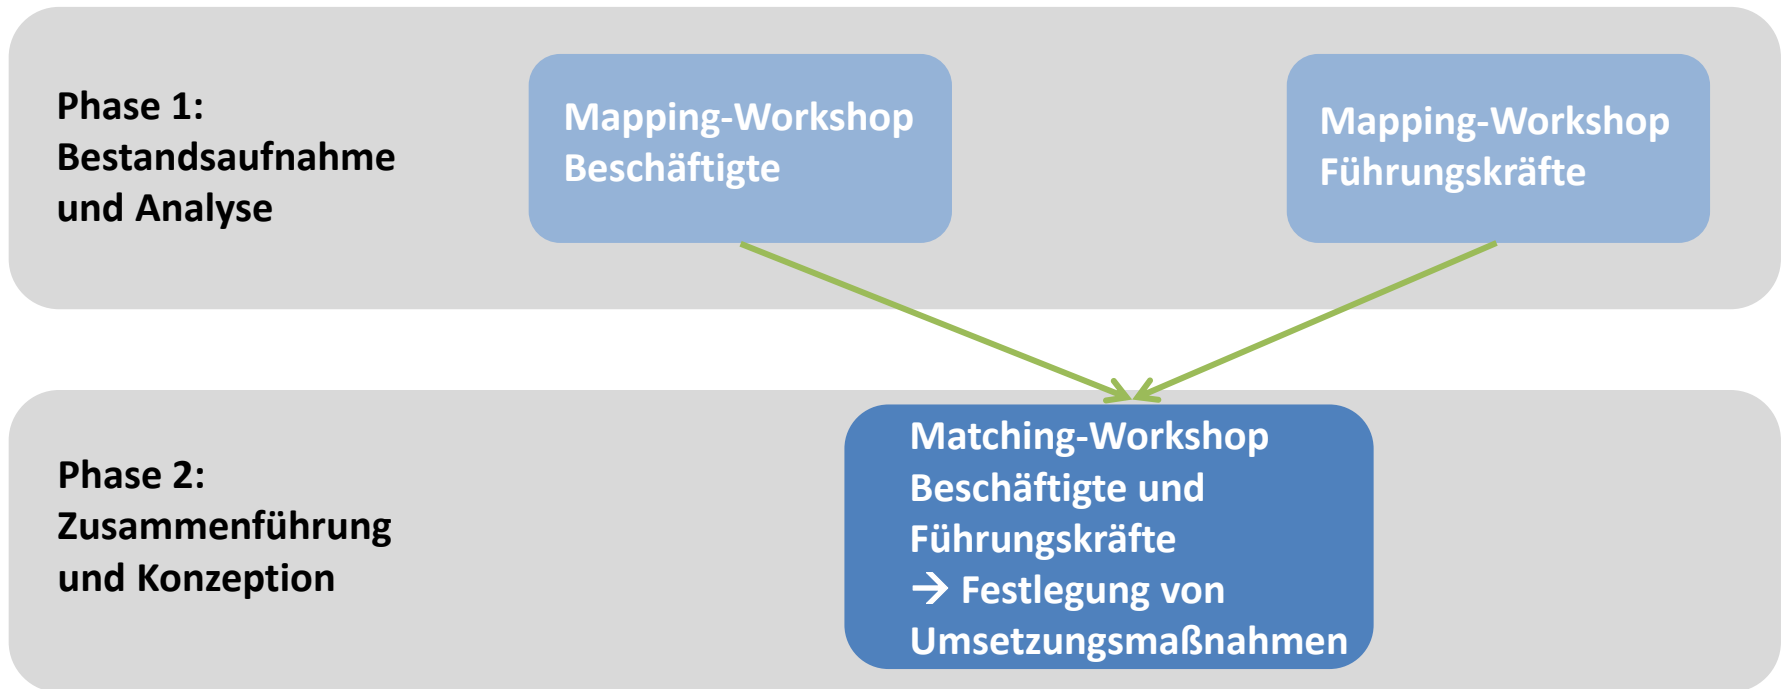 Phase 1:
Bestandsaufnahme
und Analyse
Mapping-Workshop
Beschäftigte
Mapping-Workshop
Führungskräfte
Phase 2:
Zusammenführung
und Konzeption
Matching-Workshop
Beschäftigte und
Führungskräfte
→ Festlegung von
Umsetzungsmaßnahmen